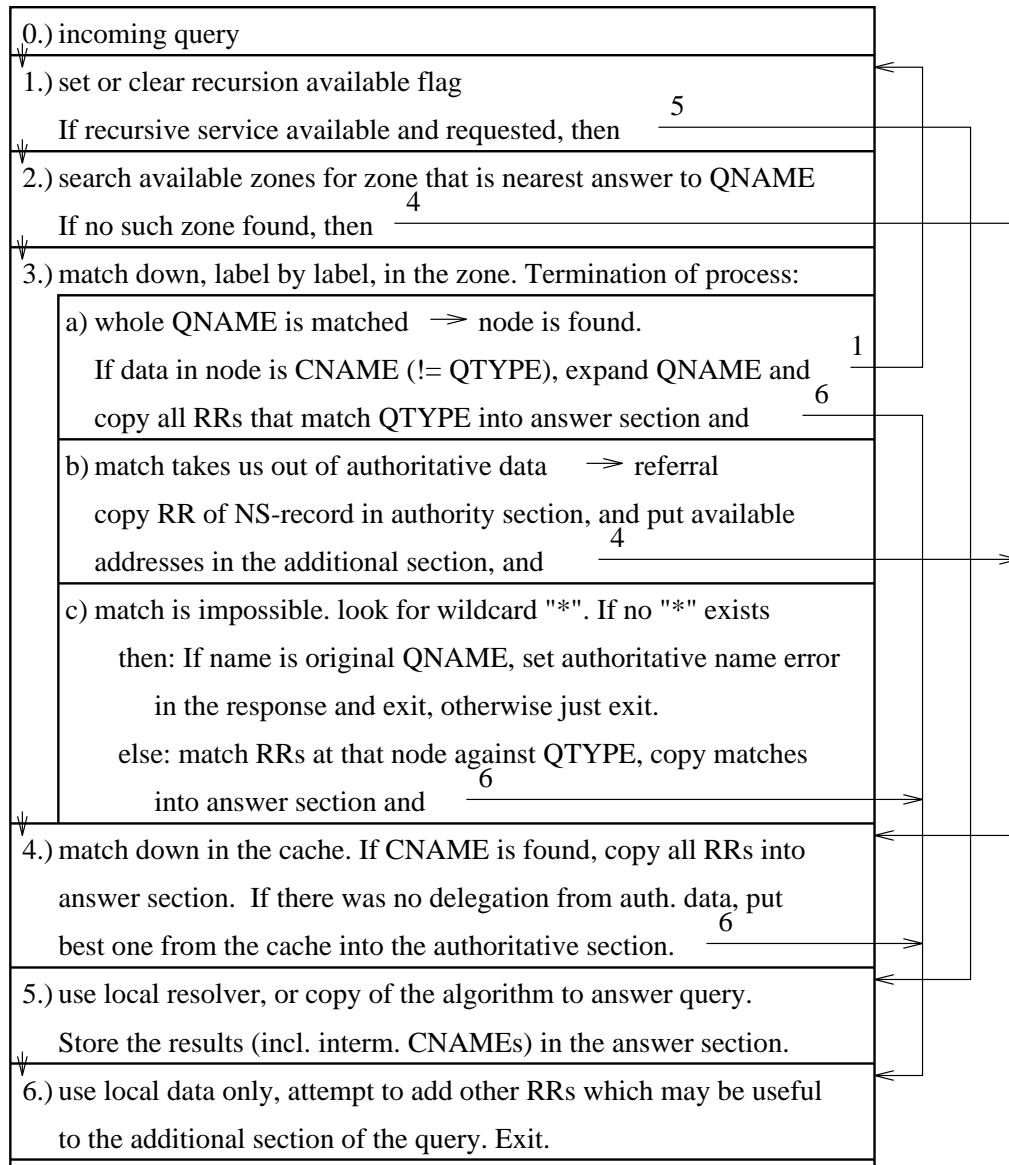 0.) incoming query
1.) set or clear recursion available flag
If recursive service available and requested, then 5
2.) search available zones for zone that is nearest answer to QNAME
If no such zone found, then 4
3.) match down, label by label, in the zone. Termination of process:
a) whole QNAME is matched → node is found.
If data in node is CNAME (!= QTYPE), expand QNAME and 1
copy all RRs that match QTYPE into answer section and 6
b) match takes us out of authoritative data → referral
copy RR of NS-record in authority section, and put available
addresses in the additional section, and 4
c) match is impossible. look for wildcard "*". If no "*" exists
then: If name is original QNAME, set authoritative name error
in the response and exit, otherwise just exit.
else: match RRs at that node against QTYPE, copy matches
into answer section and 6
4.) match down in the cache. If CNAME is found, copy all RRs into
answer section. If there was no delegation from auth. data, put
best one from the cache into the authoritative section. 6
5.) use local resolver, or copy of the algorithm to answer query.
Store the results (incl. interm. CNAMEs) in the answer section.
6.) use local data only, attempt to add other RRs which may be useful
to the additional section of the query. Exit.